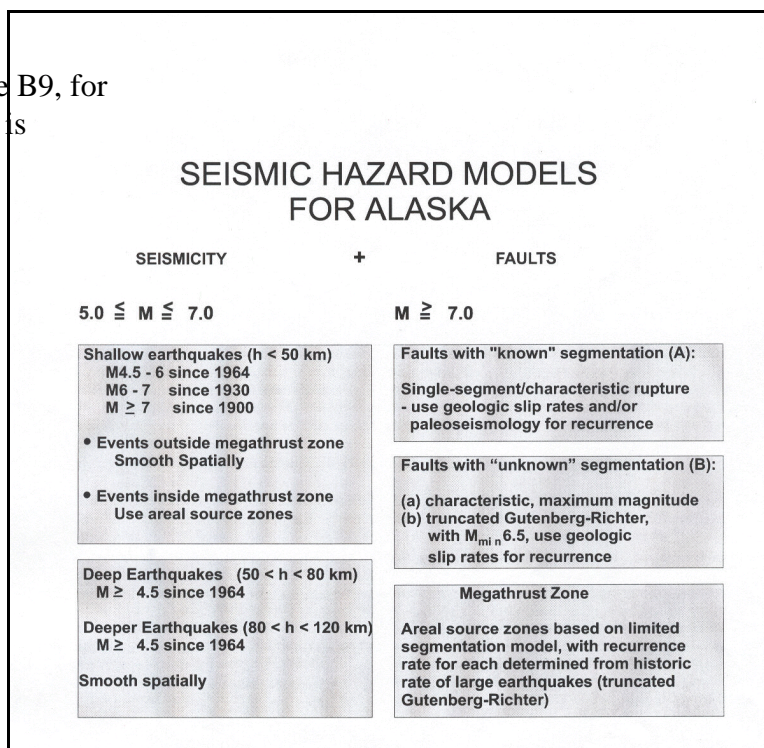 e B9, for
is
SEISMIC HAZARD MODELS
FOR ALASKA
SEISMICITY + FAULTS
5.0 ≦ M ≦ 7.0
M ≧ 7.0
Shallow earthquakes (h < 50 km)
M4.5 - 6 since 1964
M6 - 7 since 1930
M ≥ 7 since 1900
• Events outside megathrust zone
Smooth Spatially
• Events inside megathrust zone
Use areal source zones
Deep Earthquakes (50 < h < 80 km)
M ≥ 4.5 since 1964
Deeper Earthquakes (80 < h < 120 km)
M ≥ 4.5 since 1964
Smooth spatially
Faults with "known" segmentation (A):
Single-segment/characteristic rupture
- use geologic slip rates and/or
paleoseismology for recurrence
Faults with “unknown” segmentation (B):
(a) characteristic, maximum magnitude
(b) truncated Gutenberg-Richter,
with Mmi n6.5, use geologic
slip rates for recurrence
Megathrust Zone
Areal source zones based on limited
segmentation model, with recurrence
rate for each determined from historic
rate of large earthquakes (truncated
Gutenberg-Richter)